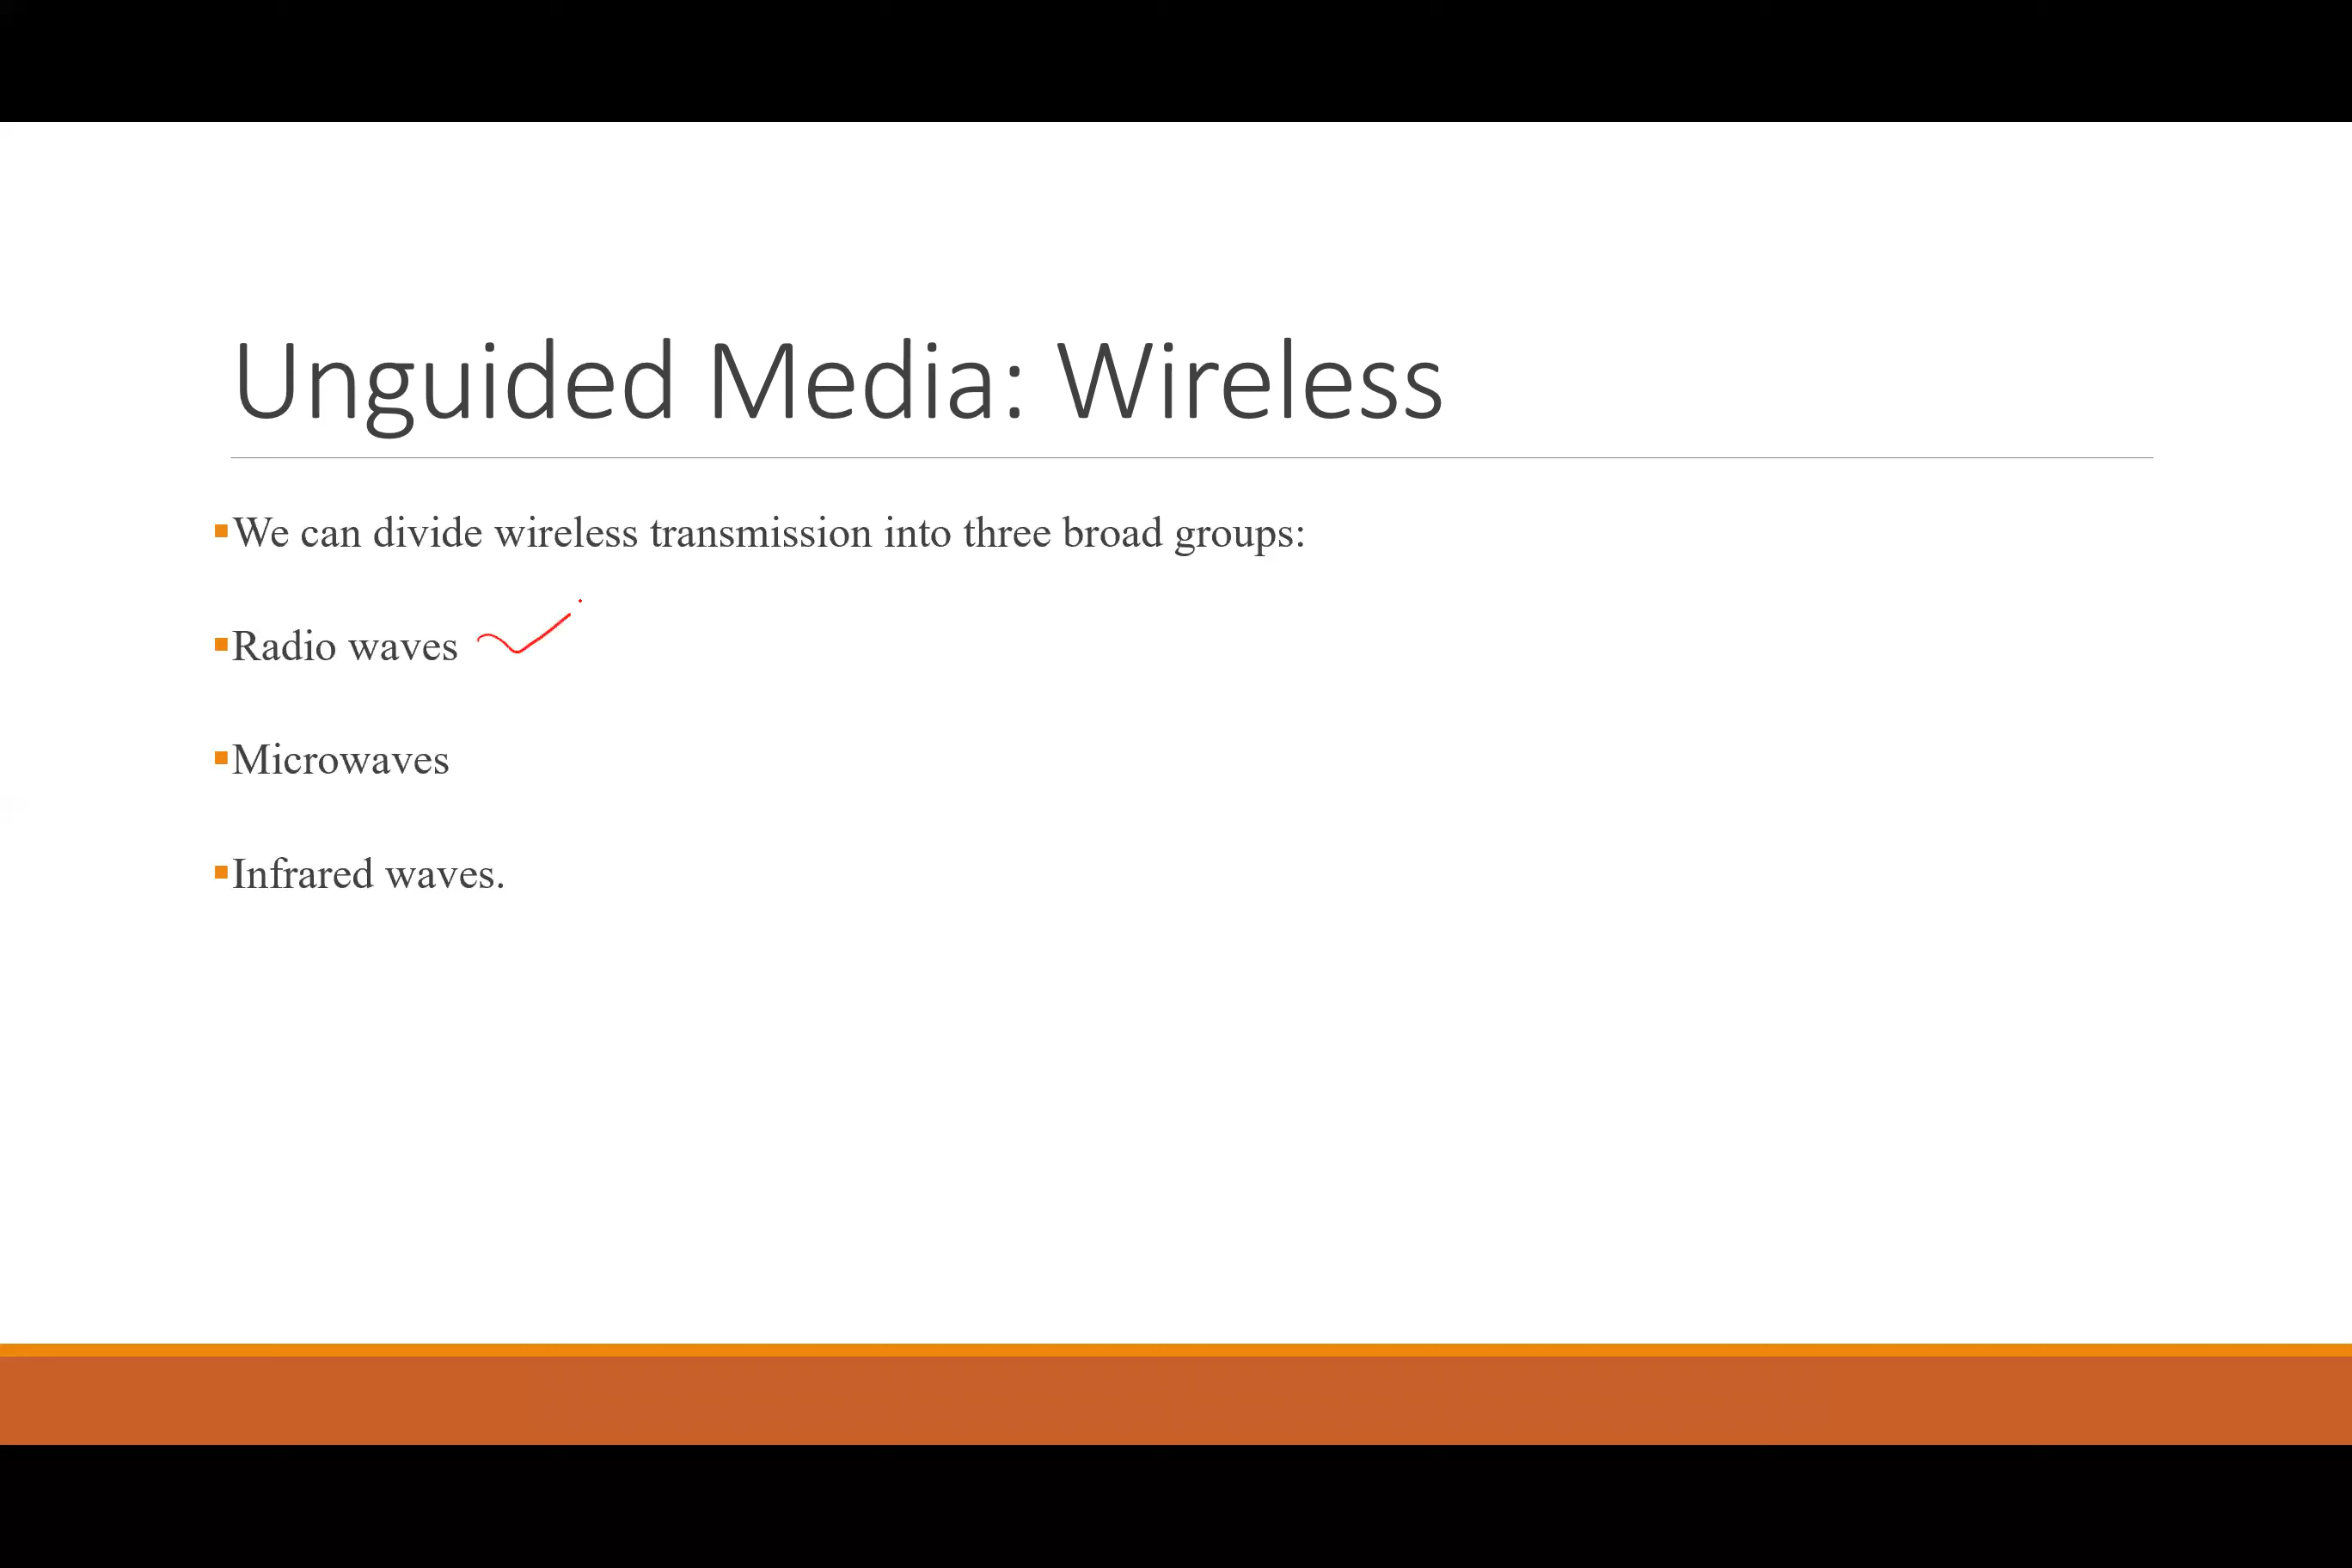 Unguided Media: Wireless
▪We can divide wireless transmission into three broad groups:
▪Radio waves
▪Microwaves
▪Infrared waves.